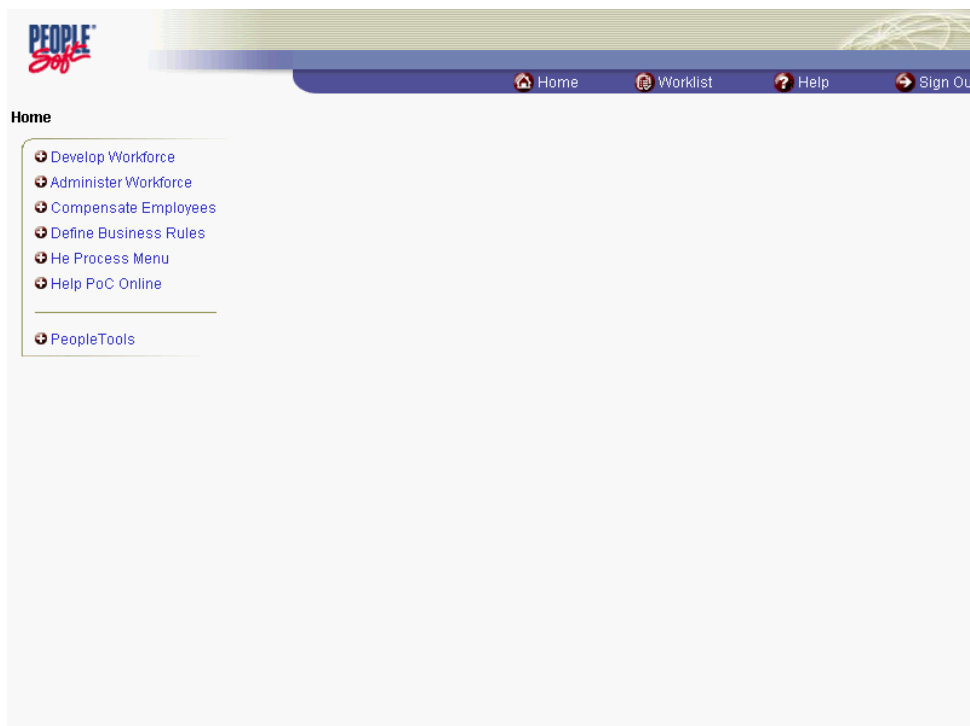 PEOPLE®
Soft
Home Worklist Help Sign Ou
Home
Develop Workforce
Administer Workforce
Compensate Employees
Define Business Rules
He Process Menu
Help PoC Online
PeopleTools